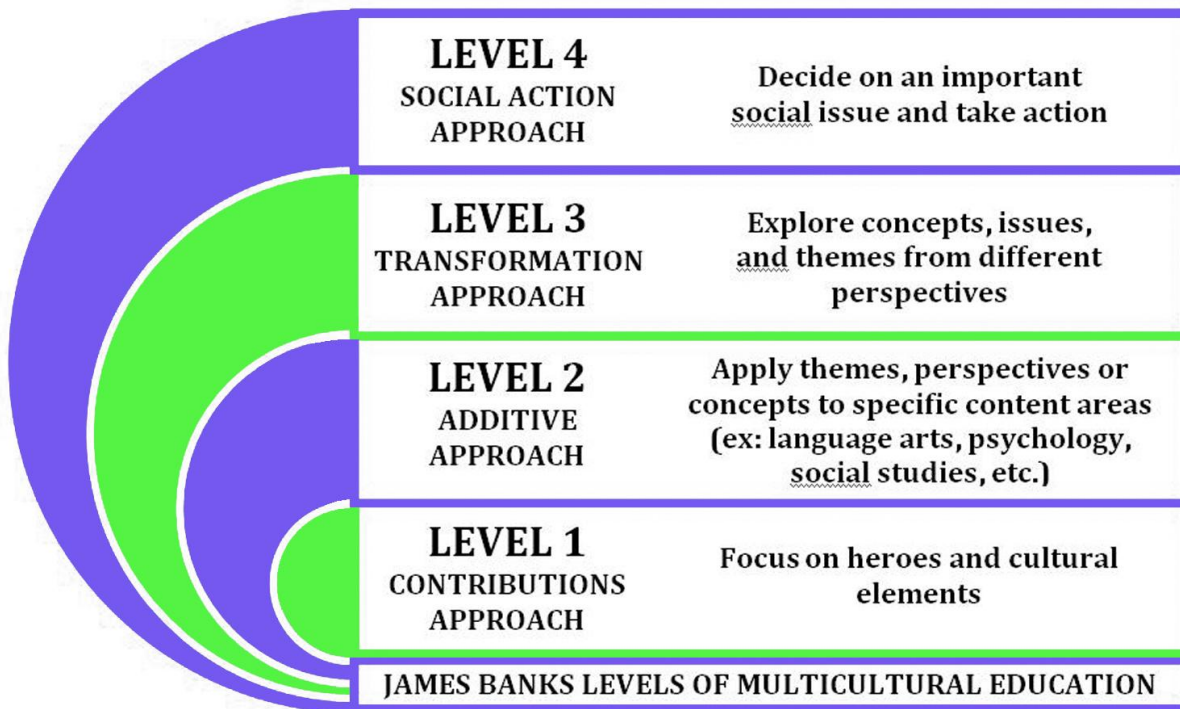 LEVEL 4
SOCIAL ACTION
APPROACH
Decide on an important
social issue and take action
LEVEL 3
TRANSFORMATION
APPROACH
Explore concepts, issues,
and themes from different
perspectives
LEVEL 2
ADDITIVE
APPROACH
Apply themes, perspectives or
concepts to specific content areas
(ex: language arts, psychology,
social studies, etc.)
LEVEL 1
CONTRIBUTIONS
APPROACH
Focus on heroes and cultural
elements
JAMES BANKS LEVELS OF MULTICULTURAL EDUCATION